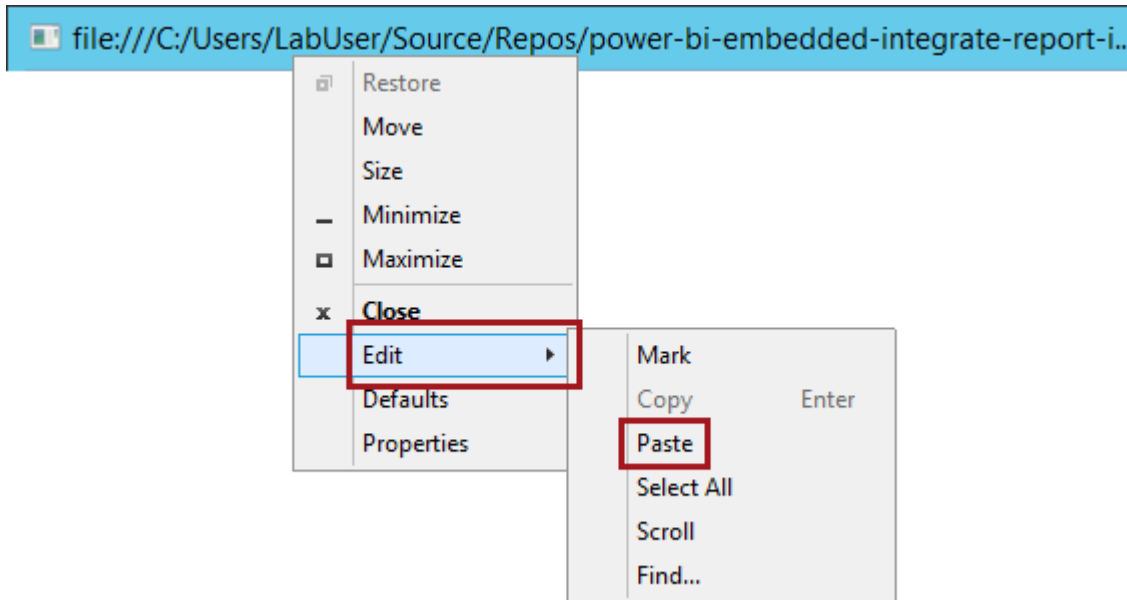 file:///C:/Users/LabUser/Source/Repos/power-bi-embedded-integrate-report-i...
Restore
Move
Size
Minimize
Maximize
Close
Edit
Defaults
Properties
Mark
Copy Enter
Paste
Select All
Scroll
Find...